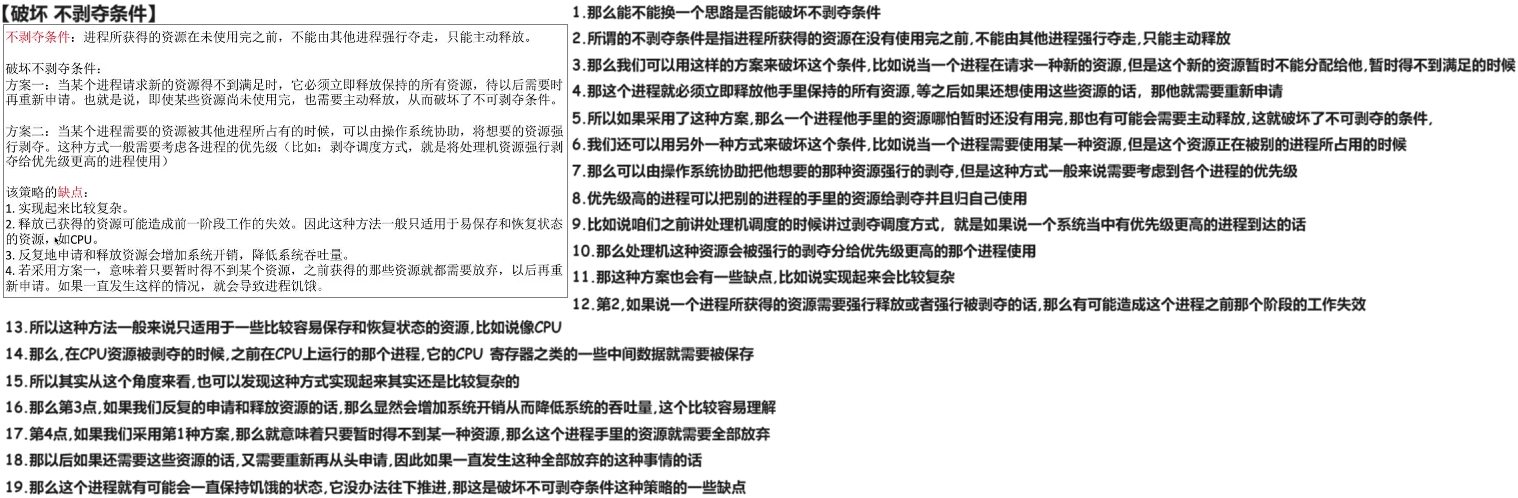 【破坏 不剥夺条件】
不剥夺条件：进程所获得的资源在未使用完之前，不能由其他进程强行夺走，只能主动释放。
破坏不剥夺条件：
方案一：当某个进程请求新的资源得不到满足时，它必须立即释放保持的所有资源，待以后需要时
再重新申请。也就是说，即使某些资源尚未使用完，也需要主动释放，从而破坏了不可剥夺条件。
方案二：当某个进程需要的资源被其他进程所占有的时候，可以由操作系统协助，将想要的资源强
行剥夺。这种方式一般需要考虑各进程的优先级（比如：剥夺调度方式，就是将处理机资源强行剥
夺给优先级更高的进程使用）
该策略的缺点：
1. 实现起来比较复杂。
2. 释放已获得的资源可能造成前一阶段工作的失效。因此这种方法一般只适用于易保存和恢复状态
的资源，如CPU。
3. 反复地申请和释放资源会增加系统开销，降低系统吞吐量。
4. 若采用方案一，意味着只要暂时得不到某个资源，之前获得的那些资源就都需要放弃，以后再重
新申请。如果一直发生这样的情况，就会导致进程饥饿。
1.那么能不能换一个思路是否能破坏不剥夺条件
2.所谓的不剥夺条件是指进程所获得的资源在没有使用完之前,不能由其他进程强行夺走,只能主动释放
3.那么我们可以用这样的方案来破坏这个条件,比如说当一个进程在请求一种新的资源,但是这个新的资源暂时不能分配给他,暂时得不到满足的时候
4.那这个进程就必须立即释放他手里保持的所有资源,等之后如果还想使用这些资源的话，那他就需要重新申请
5.所以如果采用了这种方案,那么一个进程他手里的资源哪怕暂时还没有用完,那也有可能会需要主动释放,这就破坏了不可剥夺的条件,
6.我们还可以用另外一种方式来破坏这个条件,比如说当一个进程需要使用某一种资源,但是这个资源正在被别的进程所占用的时候
7.那么可以由操作系统协助把他想要的那种资源强行的剥夺,但是这种方式一般来说需要考虑到各个进程的优先级
8.优先级高的进程可以把别的进程的手里的资源给剥夺并且归自己使用
9.比如说咱们之前讲处理机调度的时候讲过剥夺调度方式，就是如果说一个系统当中有优先级更高的进程到达的话
10.那么处理机这种资源会被强行的剥夺分给优先级更高的那个进程使用
11.那这种方案也会有一些缺点,比如说实现起来会比较复杂
12.第2,如果说一个进程所获得的资源需要强行释放或者强行被剥夺的话,那么有可能造成这个进程之前那个阶段的工作失效
13.所以这种方法一般来说只适用于一些比较容易保存和恢复状态的资源,比如说像CPU
14.那么,在CPU资源被剥夺的时候,之前在CPU上运行的那个进程,它的CPU 寄存器之类的一些中间数据就需要被保存
15.所以其实从这个角度来看,也可以发现这种方式实现起来其实还是比较复杂的
16.那么第3点,如果我们反复的申请和释放资源的话,那么显然会增加系统开销从而降低系统的吞吐量,这个比较容易理解
17.第4点,如果我们采用第1种方案,那么就意味着只要暂时得不到某一种资源,那么这个进程手里的资源就需要全部放弃
18.那以后如果还需要这些资源的话,又需要重新再从头申请,因此如果一直发生这种全部放弃的这种事情的话
19.那么这个进程就有可能会一直保持饥饿的状态,它没办法往下推进,那这是破坏不可剥夺条件这种策略的一些缺点